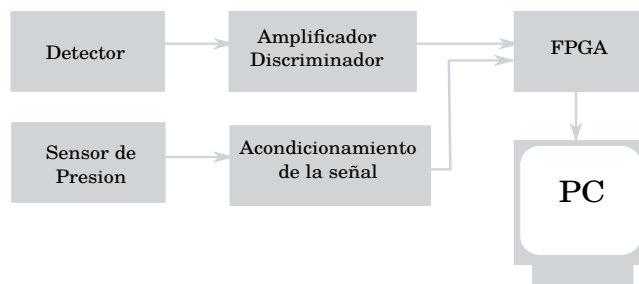 Detector
Amplificador
Discriminador
FPGA
Sensor de
Presion
Acondicionamiento
de la señal
PC